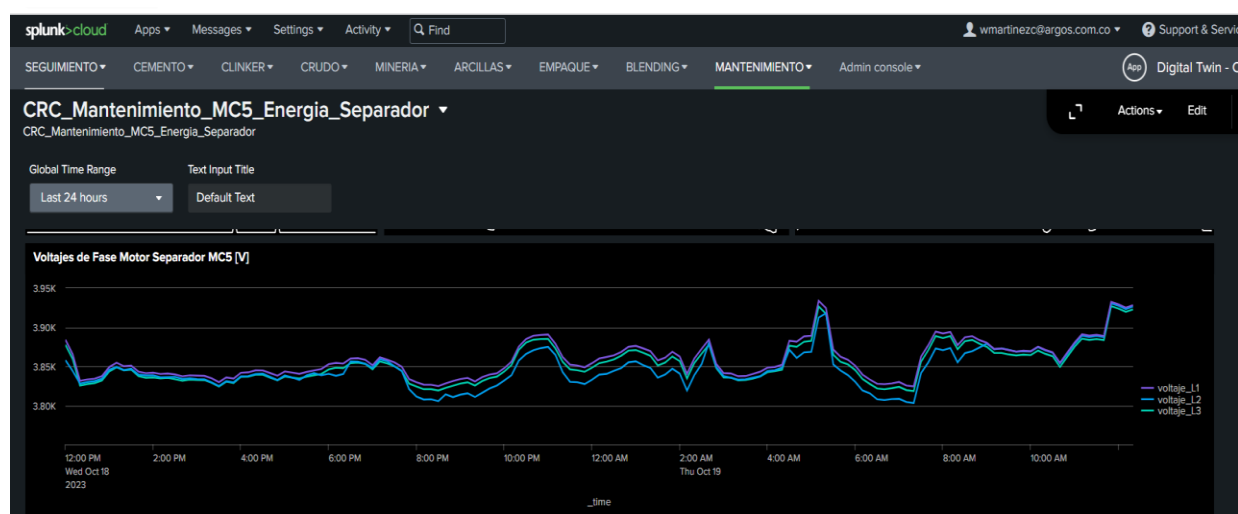 splunk>cloud Apps Messages Settings Activity Find wmartinezc@argos.com.co ? Support & Servic
SEGUIMIENTO CEMENTO CLINKER CRUDO MINERIA ARCILLAS EMPAQUE BLENDING MANTENIMIENTO Admin console App Digital Twin - C
CRC_Mantenimiento_MC5_Energia_Separador
CRC_Mantenimiento_MC5_Energia_Separador
Actions Edit
Global Time Range Text Input Title
Last 24 hours Default Text
Voltajes de Fase Motor Separador MC5 [V]
3.95K
3.90K
3.85K
3.80K
voltaje_L1
voltaje_L2
voltaje_L3
12:00 PM 2:00 PM 4:00 PM 6:00 PM 8:00 PM 10:00 PM 12:00 AM 2:00 AM 4:00 AM 6:00 AM 8:00 AM 10:00 AM
Wed Oct 18 Thu Oct 19
2023
_time